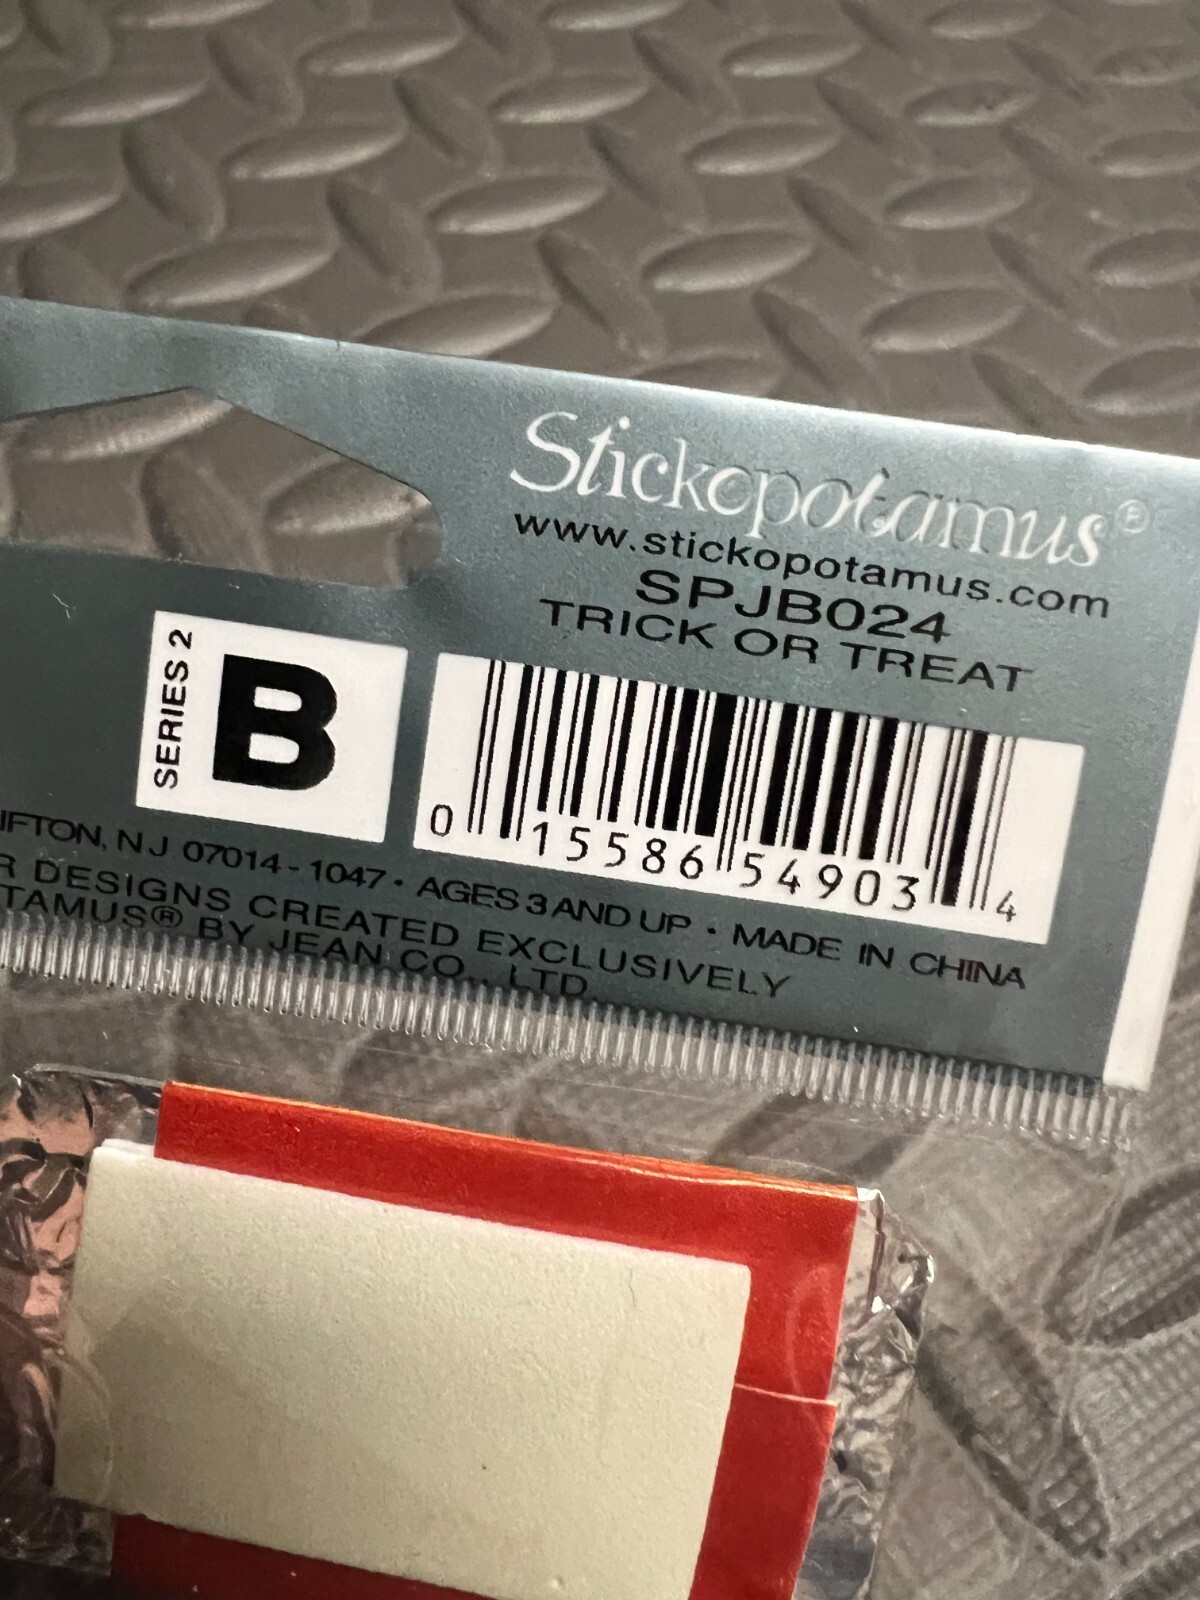 Stickopotamus®
www.stickopotamus.com
SPJB024
TRICK OR TREAT
SERIES 2
B
0 15586 54903 4
IFTON, NJ 07014-1047 • AGES 3 AND UP • MADE IN CHINA
R DESIGNS CREATED EXCLUSIVELY
TAMUS® BY JEAN CO., LTD.